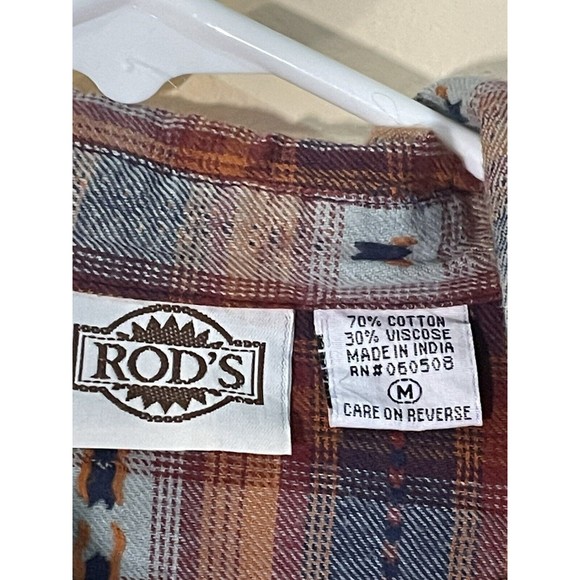 ROD'S
70% COTTON
30% VISCOSE
MADE IN INDIA
RN# 060508
M
CARE ON REVERSE